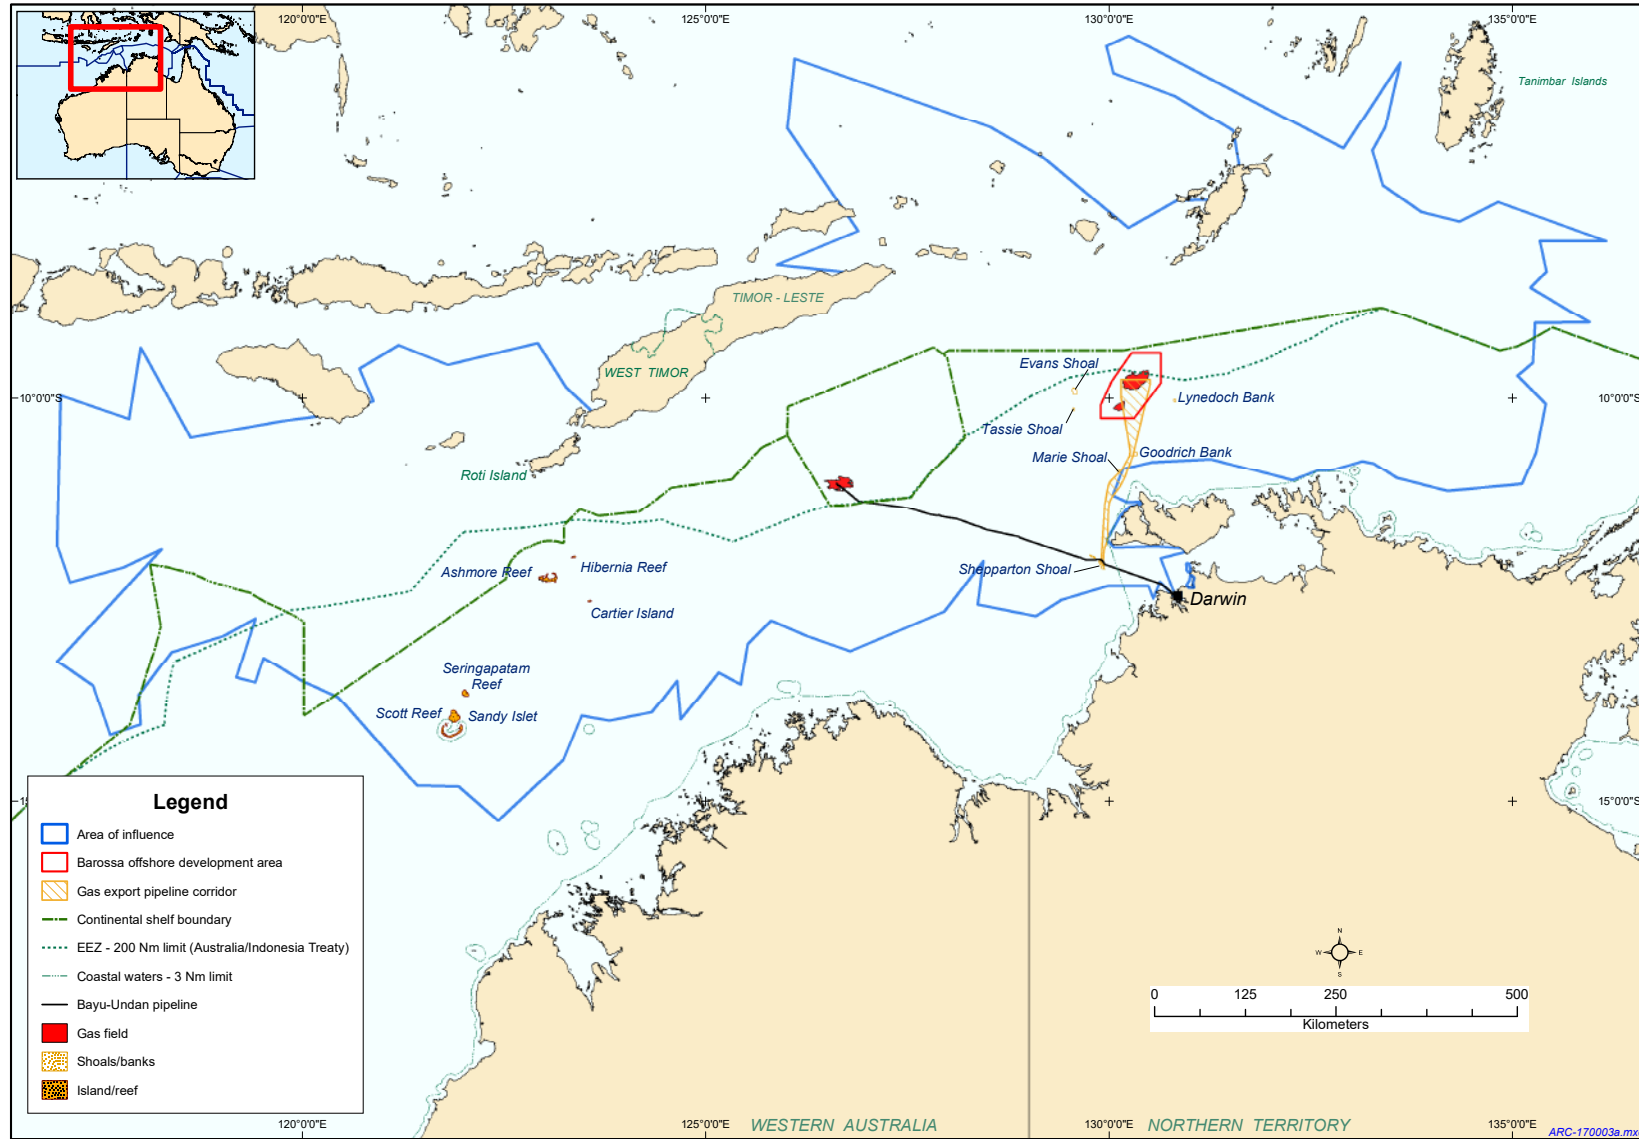 120°0'0"E
125°0'0"E
130°0'0"E
135°0'0"E
Tanimbar Islands
TIMOR - LESTE
WEST TIMOR
Evans Shoal
10°0'0"S
Lynedoch Bank
10°0'0"S
Tassie Shoal
Goodrich Bank
Marie Shoal
Roti Island
Hibernia Reef
Ashmore Reef
Shepparton Shoal
Cartier Island
Darwin
Seringapatam
Reef
Scott Reef
Sandy Islet
Legend
15°0'0"S
Area of influence
Barossa offshore development area
Gas export pipeline corridor
Continental shelf boundary
EEZ - 200 Nm limit (Australia/Indonesia Treaty)
Coastal waters - 3 Nm limit
Bayu-Undan pipeline
Gas field
Shoals/banks
Island/reef
N
W
E
S
0
125
250
500
Kilometers
120°0'0"E
125°0'0"E
WESTERN AUSTRALIA
130°0'0"E
NORTHERN TERRITORY
135°0'0"E
ARC-170003a.mx